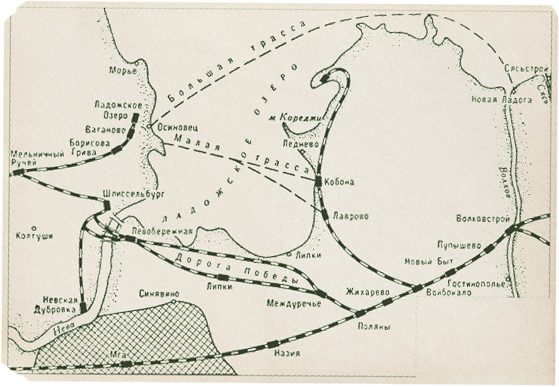 Большая трасса
Морье
Сясьстрой
Сясь
Ладожское
Озеро
Новая Ладога
м Кареджи
Ваганово
Осиновец
Борисова
Грива
Малая трасса
Леднево
Мельничный
Ручей
ЛАДОЖСКОЕ ОЗЕРО
Кобона
Волхов
Шлиссельбург
Лаврово
Волховстрой
Колтуши
Левобережная
Пупышево
Липки
Новый Быт
Дорога Победы
Гостинополье
Липки
Синявино
Жихарево
Войбокало
Невская
Дубровка
Междуречье
Поляны
Нева
Мга
Назия